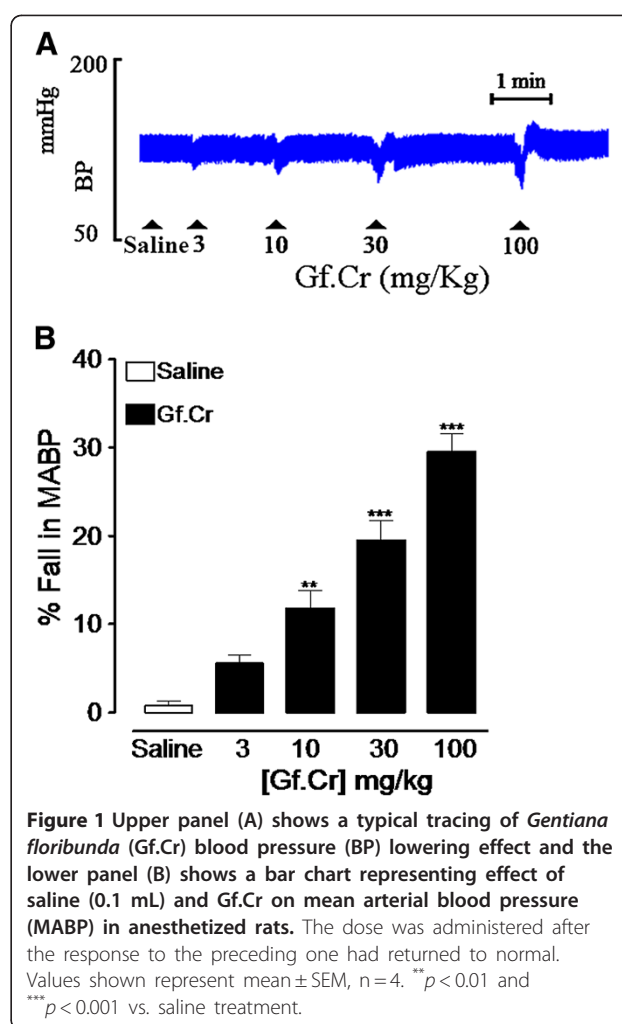 A
200
mmHg
BP
50
1 min
Saline 3 10 30 100
Gf.Cr (mg/Kg)
B
40
30
20
10
0
% Fall in MABP
Saline
Gf.Cr
**
***
***
Saline 3 10 30 100
[Gf.Cr] mg/kg
Figure 1 Upper panel (A) shows a typical tracing of Gentiana
floribunda (Gf.Cr) blood pressure (BP) lowering effect and the
lower panel (B) shows a bar chart representing effect of
saline (0.1 mL) and Gf.Cr on mean arterial blood pressure
(MABP) in anesthetized rats. The dose was administered after
the response to the preceding one had returned to normal.
Values shown represent mean ± SEM, n = 4. **p < 0.01 and
***p < 0.001 vs. saline treatment.